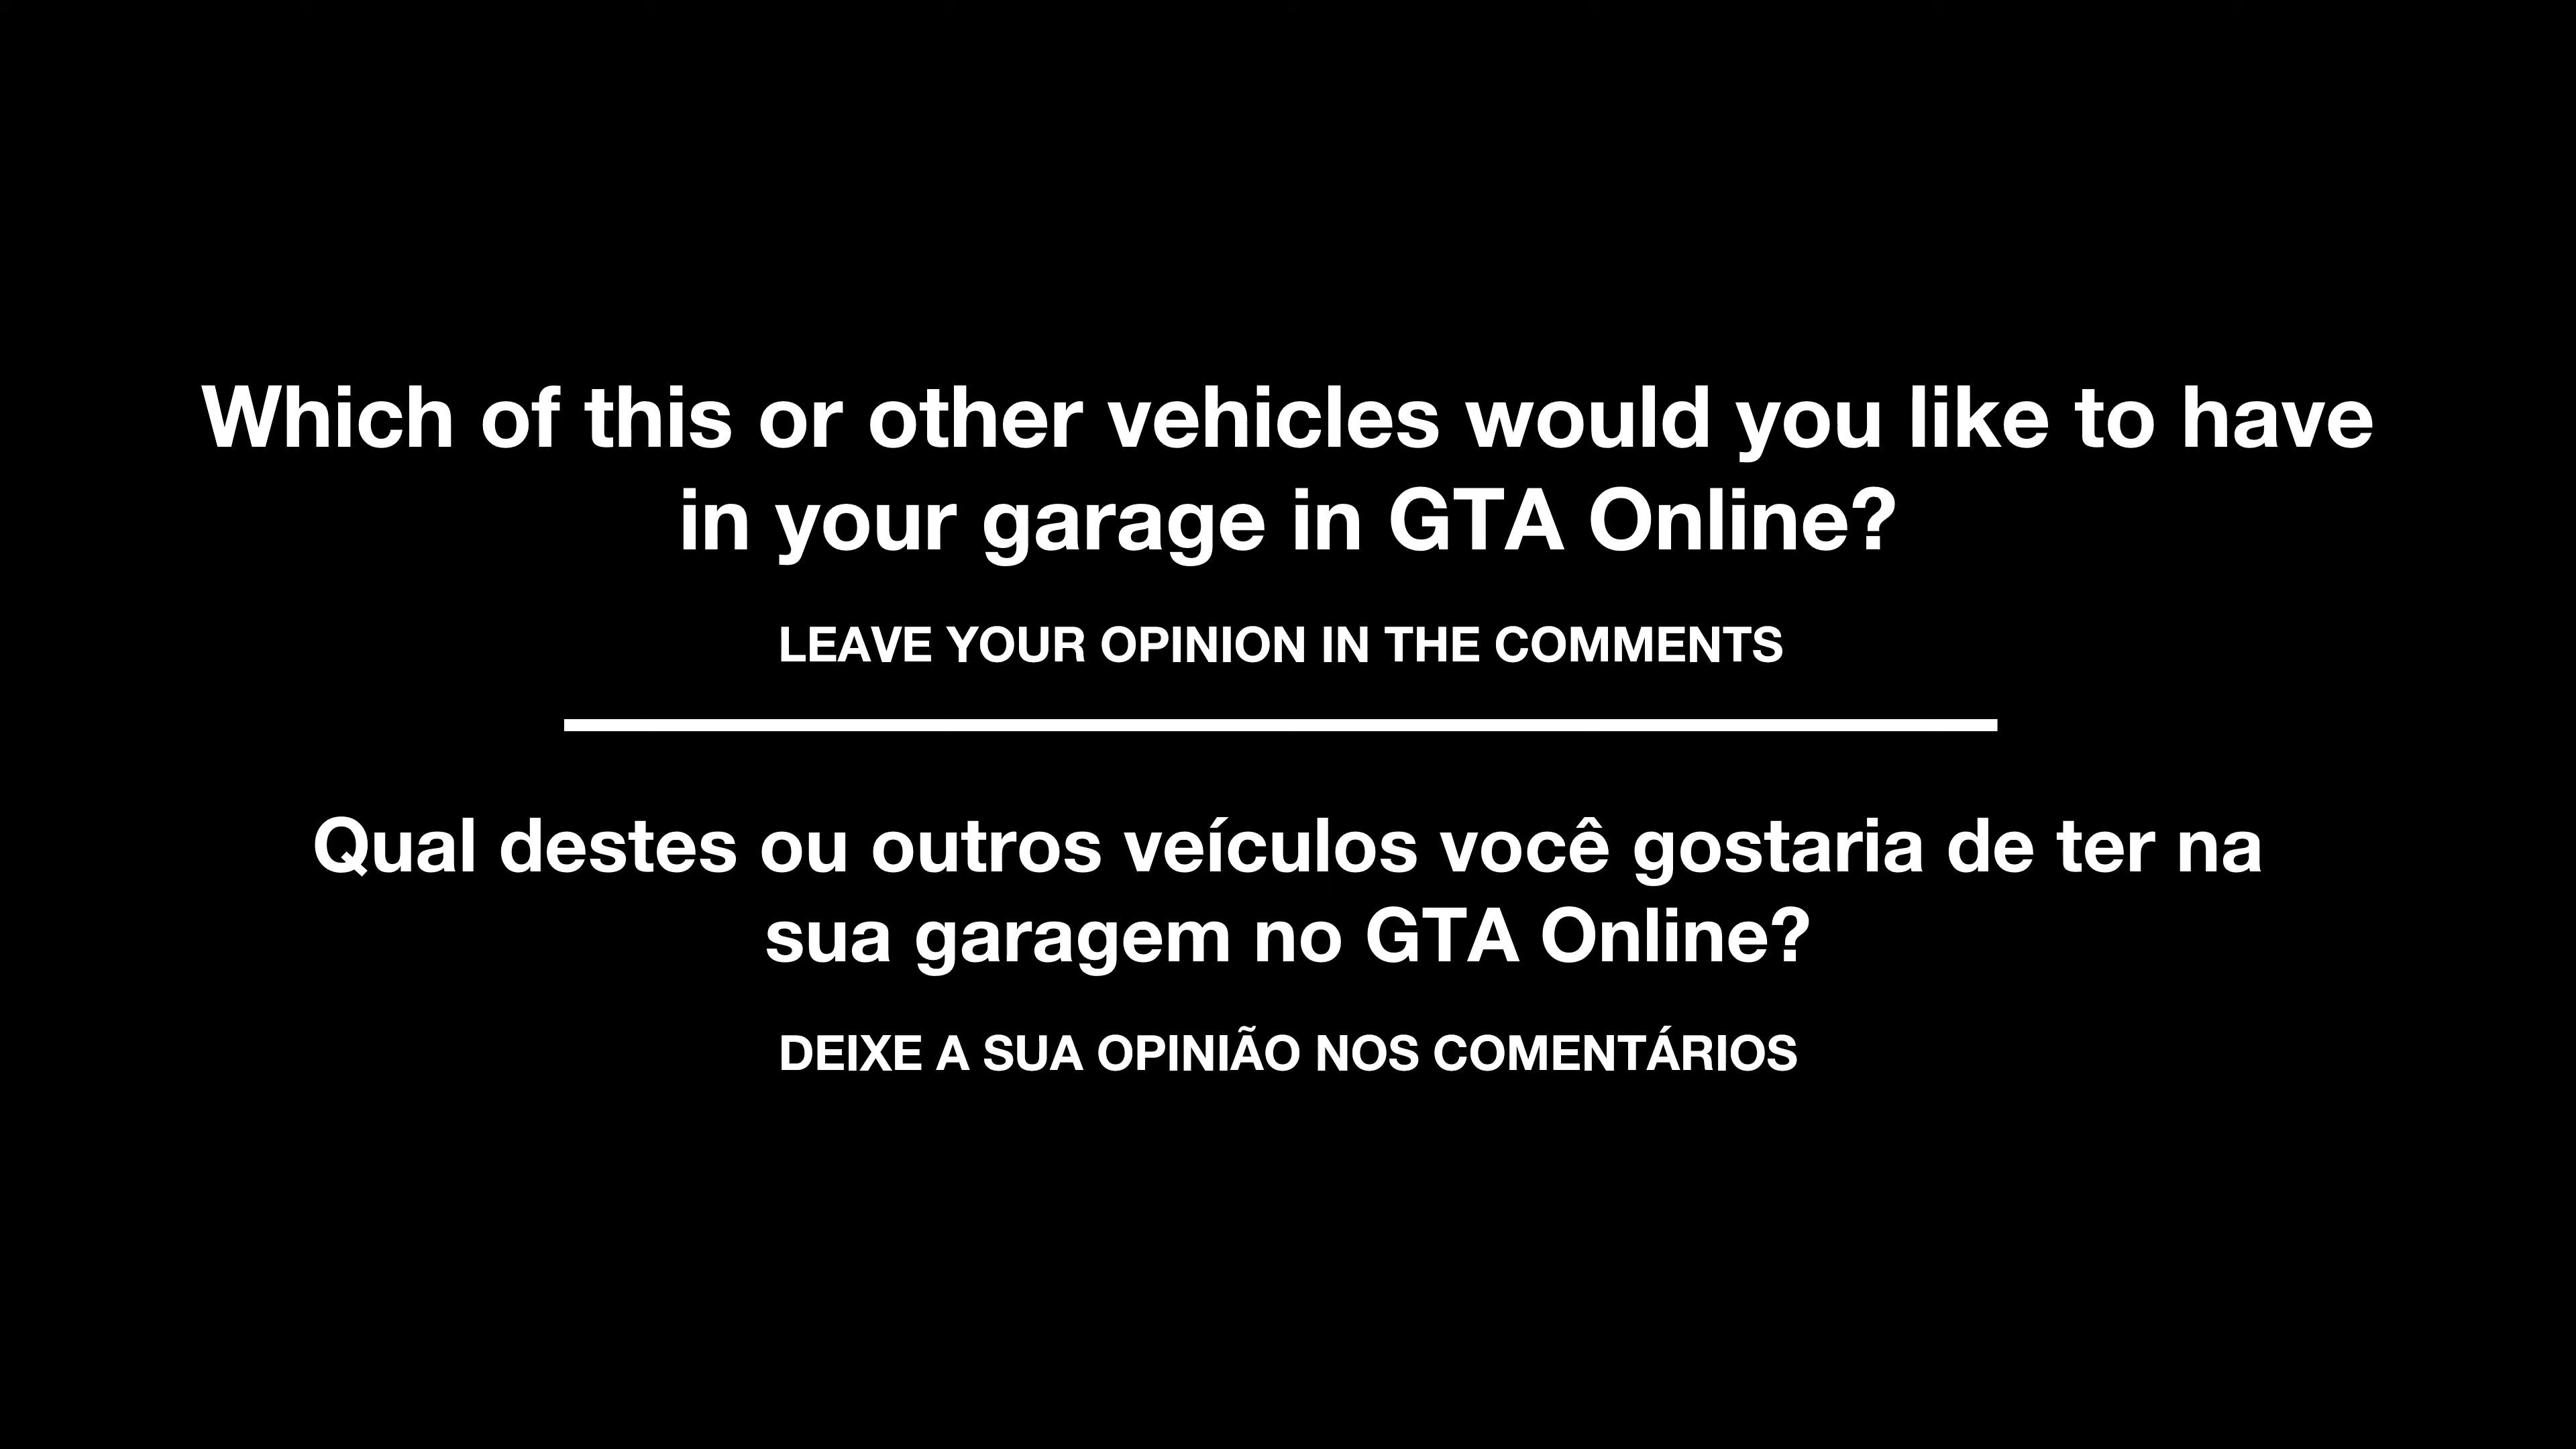 Which of this or other vehicles would you like to have
in your garage in GTA Online?
LEAVE YOUR OPINION IN THE COMMENTS
Qual destes ou outros veículos você gostaria de ter na
sua garagem no GTA Online?
DEIXE A SUA OPINIÃO NOS COMENTÁRIOS